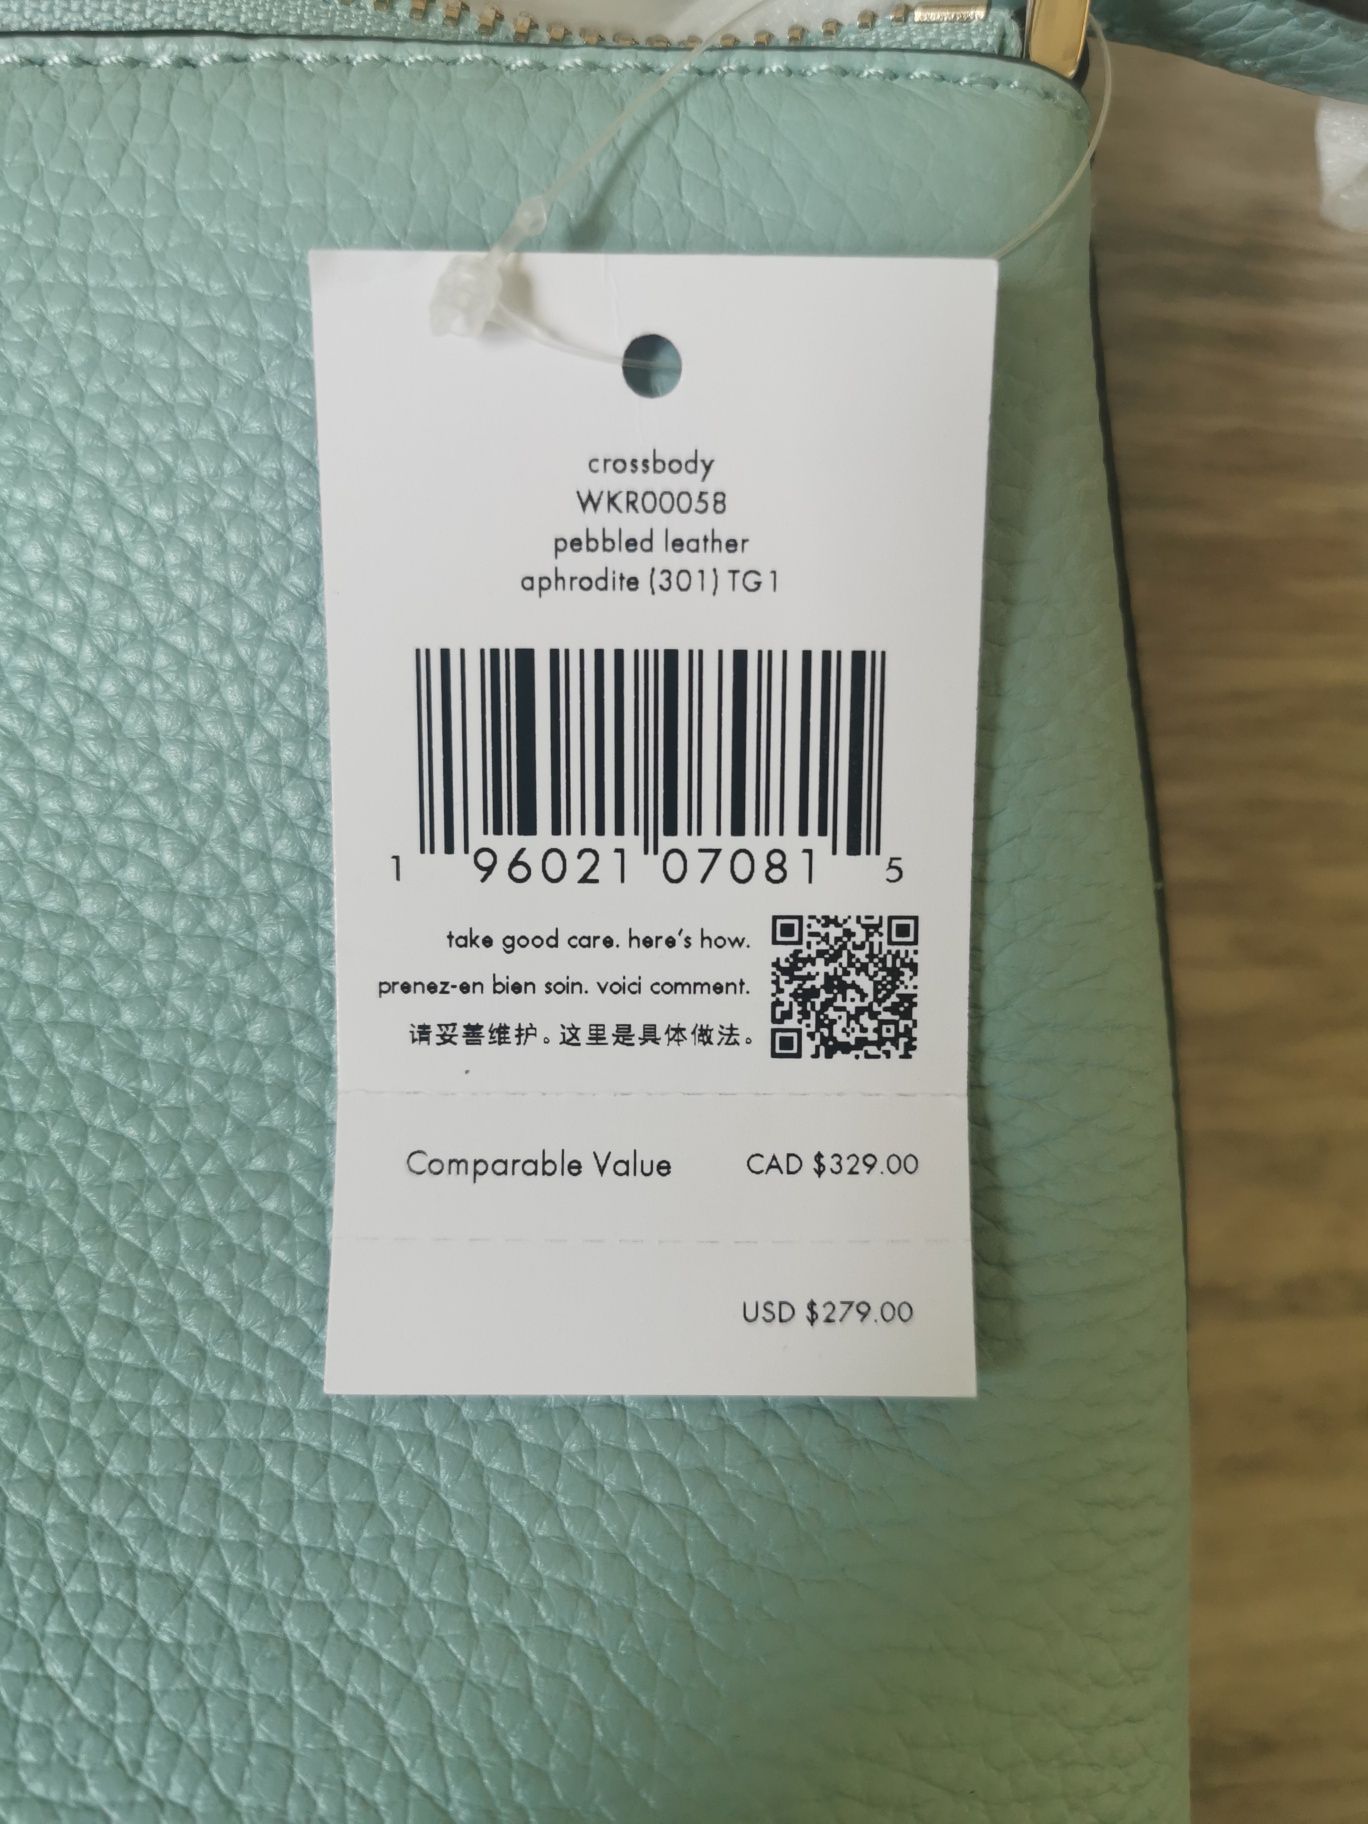 crossbody
WKR00058
pebbled leather
aphrodite (301) TG1
1 96021 07081 5
take good care. here's how.
prenez-en bien soin. voici comment.
请妥善维护。这里是具体做法。
Comparable Value CAD $329.00
USD $279.00